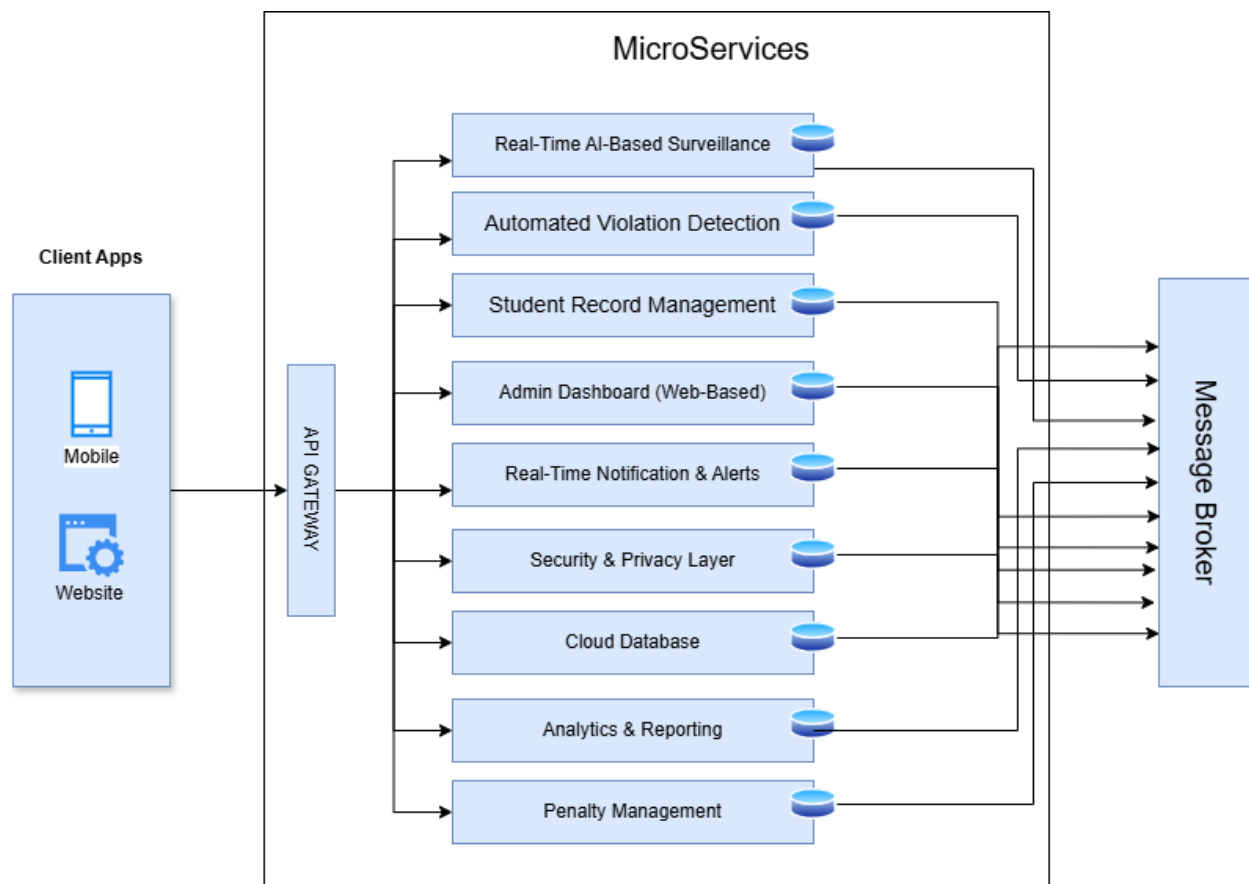 MicroServices
Real-Time AI-Based Surveillance
Automated Violation Detection
Client Apps
Student Record Management
Admin Dashboard (Web-Based)
Mobile
API GATEWAY
Real-Time Notification & Alerts
Message Broker
Security & Privacy Layer
Website
Cloud Database
Analytics & Reporting
Penalty Management